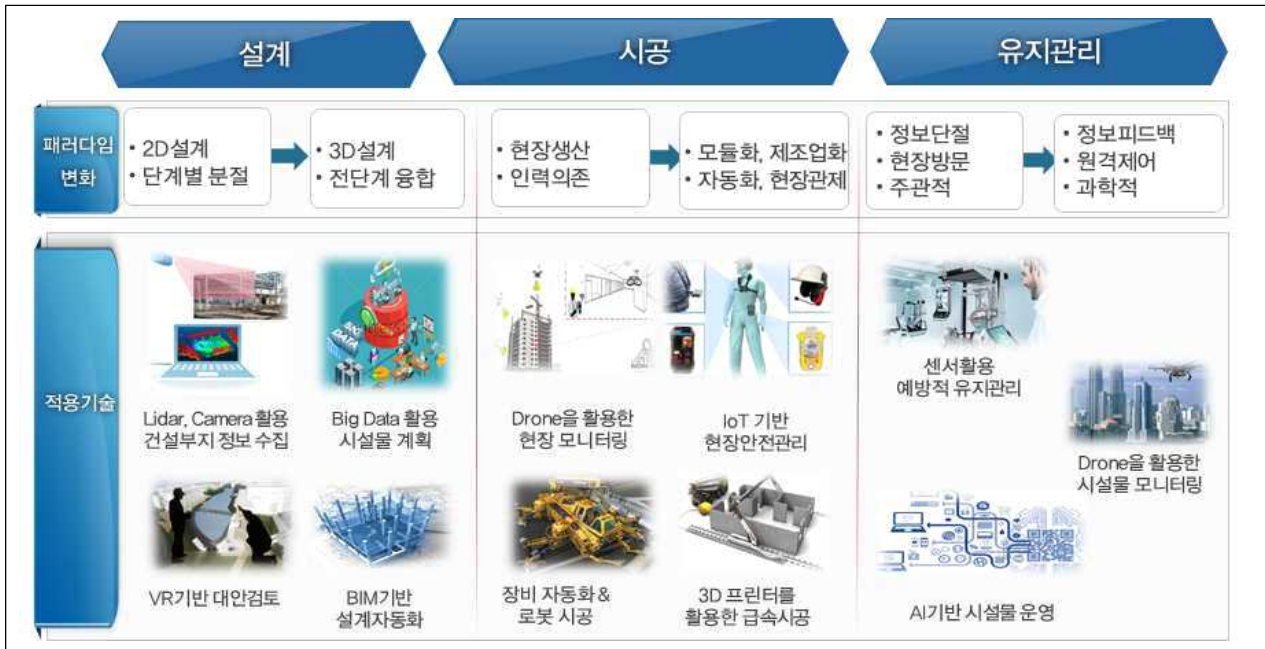 설계
시공
유지관리
패러다임
변화
• 2D설계
• 단계별 분절
• 3D설계
• 전단계 융합
• 현장생산
• 인력의존
• 모듈화, 제조업화
• 자동화, 현장관제
• 정보단절
• 현장방문
• 주관적
• 정보피드백
• 원격제어
• 과학적
적용기술
BIG
DATA
Lidar, Camera 활용
건설부지 정보 수집
Big Data 활용
시설물 계획
Drone을 활용한
현장 모니터링
IoT 기반
현장안전관리
센서활용
예방적 유지관리
Drone을 활용한
시설물 모니터링
VR기반 대안검토
BIM기반
설계자동화
장비 자동화 &
로봇 시공
3D 프린터를
활용한 급속시공
AI기반 시설물 운영